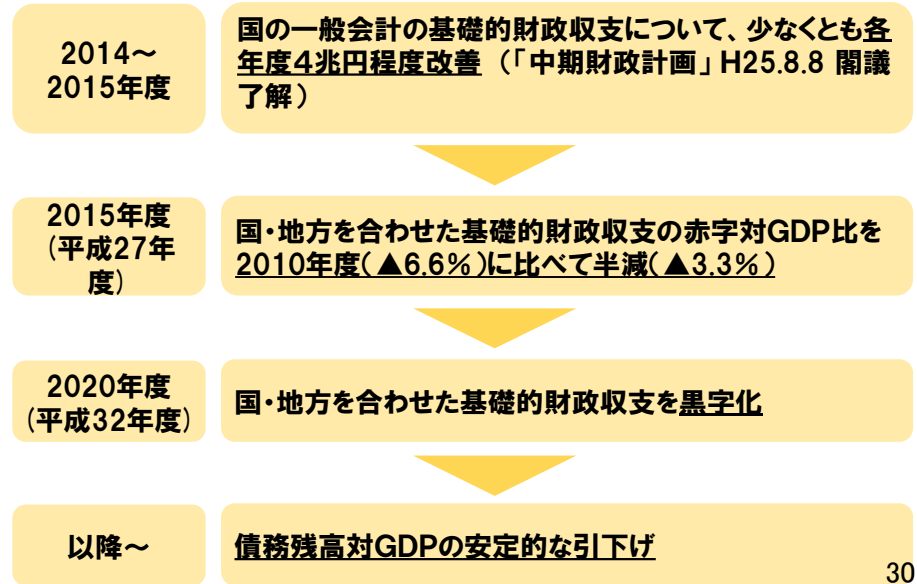 2014～
2015年度
国の一般会計の基礎的財政収支について、少なくとも各
年度4兆円程度改善（「中期財政計画」H25.8.8 閣議
了解）
2015年度
(平成27年
度)
国・地方を合わせた基礎的財政収支の赤字対GDP比を
2010年度(▲6.6％)に比べて半減(▲3.3％)
2020年度
(平成32年度)
国・地方を合わせた基礎的財政収支を黒字化
以降～
債務残高対GDPの安定的な引下げ
30